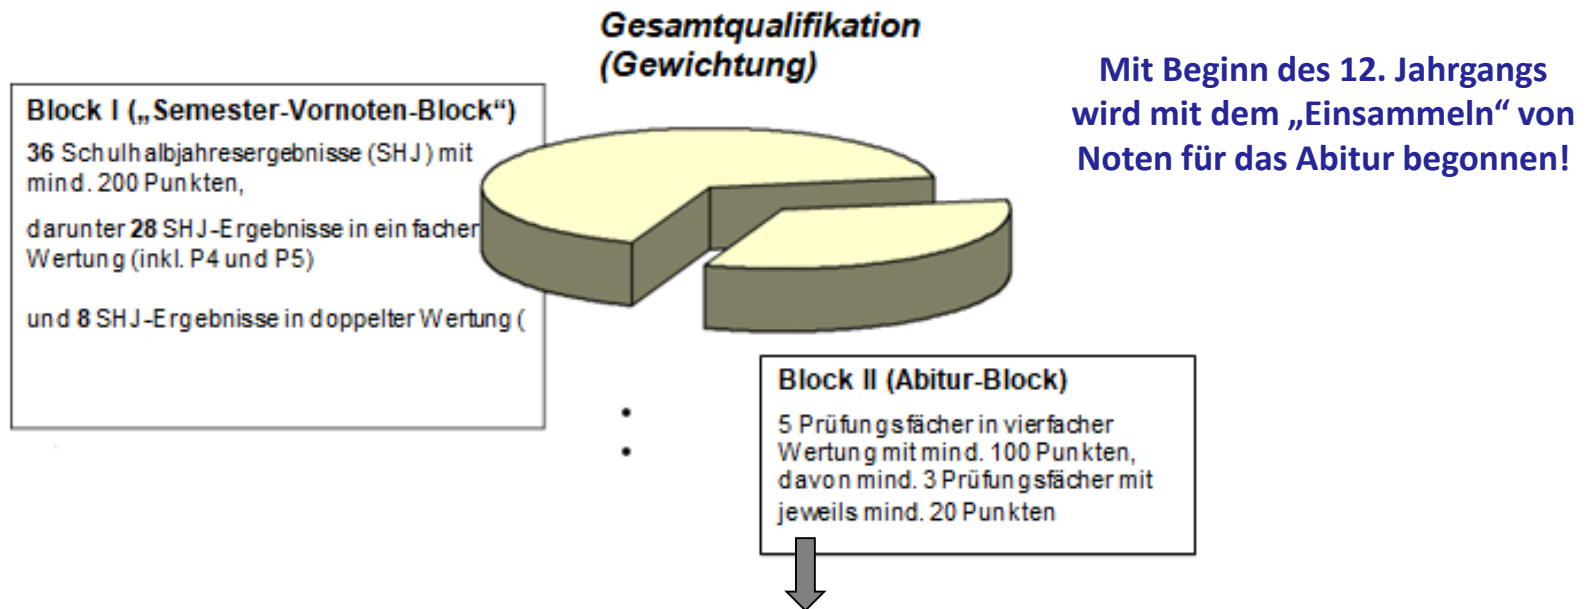 Gesamtqualifikation
(Gewichtung)
Mit Beginn des 12. Jahrgangs
wird mit dem „Einsammeln“ von
Noten für das Abitur begonnen!
Block I („Semester-Vornoten-Block“)
36 Schulhalbjahresergebnisse (SHJ) mit
mind. 200 Punkten,
darunter 28 SHJ-Ergebnisse in einfacher
Wertung (inkl. P4 und P5)
und 8 SHJ-Ergebnisse in doppelter Wertung (
Block II (Abitur-Block)
5 Prüfungsfächer in vierfacher
Wertung mit mind. 100 Punkten,
davon mind. 3 Prüfungsfächer mit
jeweils mind. 20 Punkten